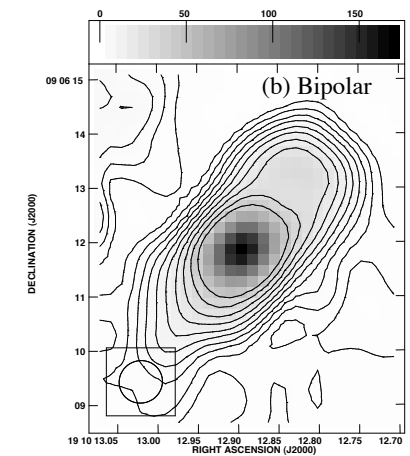 0 50 100 150
(b) Bipolar
09 06 15
14
13
12
11
10
09
DECLINATION (J2000)
19 10 13.05 13.00 12.95 12.90 12.85 12.80 12.75 12.70
RIGHT ASCENSION (J2000)